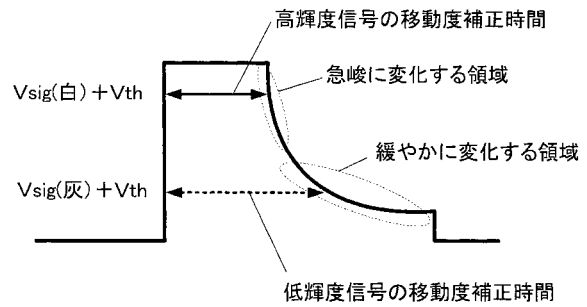 高輝度信号の移動度補正時間
急峻に変化する領域
Vsig(白)+Vth
緩やかに変化する領域
Vsig(灰)+Vth
低輝度信号の移動度補正時間